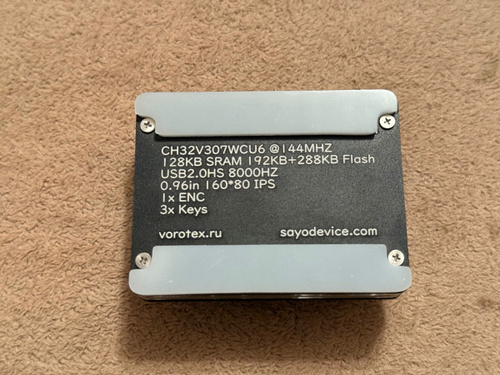 CH32V307WCU6 @144MHZ
128KB SRAM 192KB+288KB Flash
USB2.0HS 8000HZ
0.96in 160*80 IPS
1x ENC
3x Keys
vorotex.ru sayodevice.com